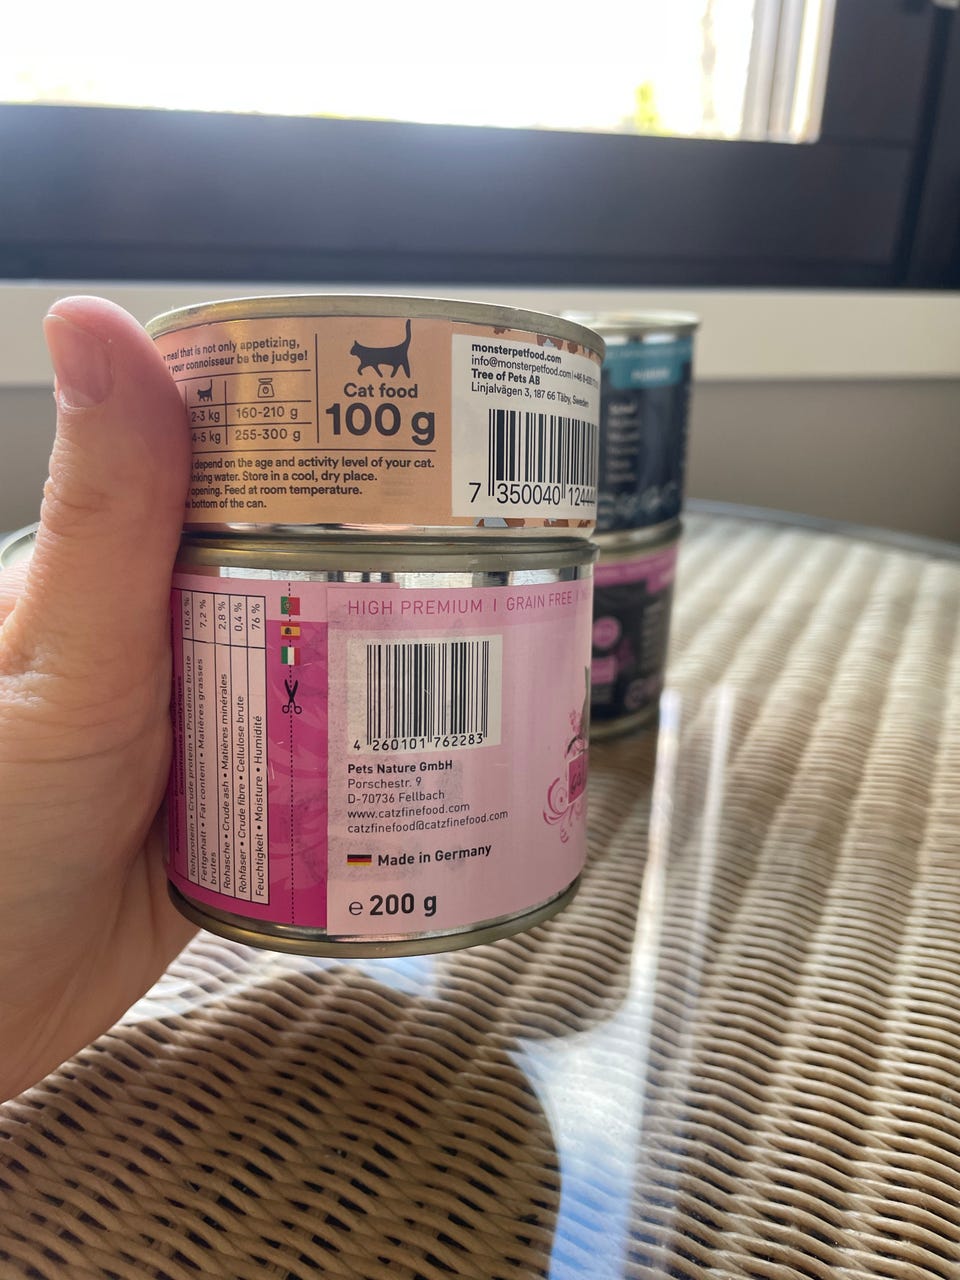 meal that is not only appetizing,
your connoisseur be the judge!
2-3 kg 160-210 g
4-5 kg 255-300 g
depend on the age and activity level of your cat.
water. Store in a cool, dry place.
opening. Feed at room temperature.
bottom of the can.
Cat food
100 g
monsterpetfood.com
info@monsterpetfood.com
Tree of Pets AB
Linjalvägen 3, 187 66 Täby, Sweden
7 350040 1244
Rohprotein • Crude protein • Protéine brute 10,6 %
Fettgehalt • Fat content • Matières grasses brutes 7,2 %
Rohasche • Crude ash • Matières minérales 2,8 %
Rohfaser • Crude fibre • Cellulose brute 0,4 %
Feuchtigkeit • Moisture • Humidité 76 %
HIGH PREMIUM | GRAIN FREE |
4 260101 762283
Pets Nature GmbH
Porschestr. 9
D-70736 Fellbach
www.catzfinefood.com
catzfinefood@catzfinefood.com
Made in Germany
e 200 g